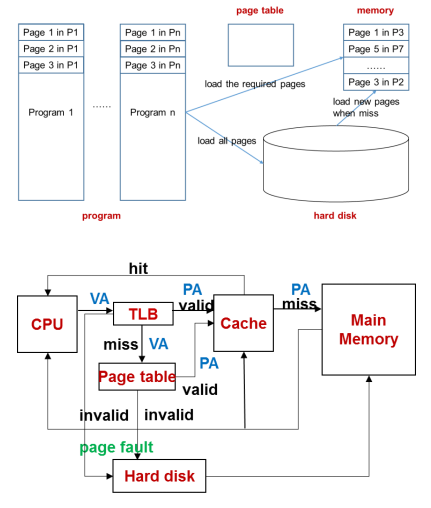 page table
memory
Page 1 in P1
Page 2 in P1
Page 3 in P1
Program 1
......
Page 1 in Pn
Page 2 in Pn
Page 3 in Pn
Program n
Page 1 in P3
Page 5 in P7
......
Page 3 in P2
load the required pages
load new pages
when miss
load all pages
program
hard disk
hit
VA
PA
PA
valid
miss
CPU
TLB
Cache
Main
Memory
miss
VA
PA
Page table
valid
invalid
invalid
page fault
Hard disk